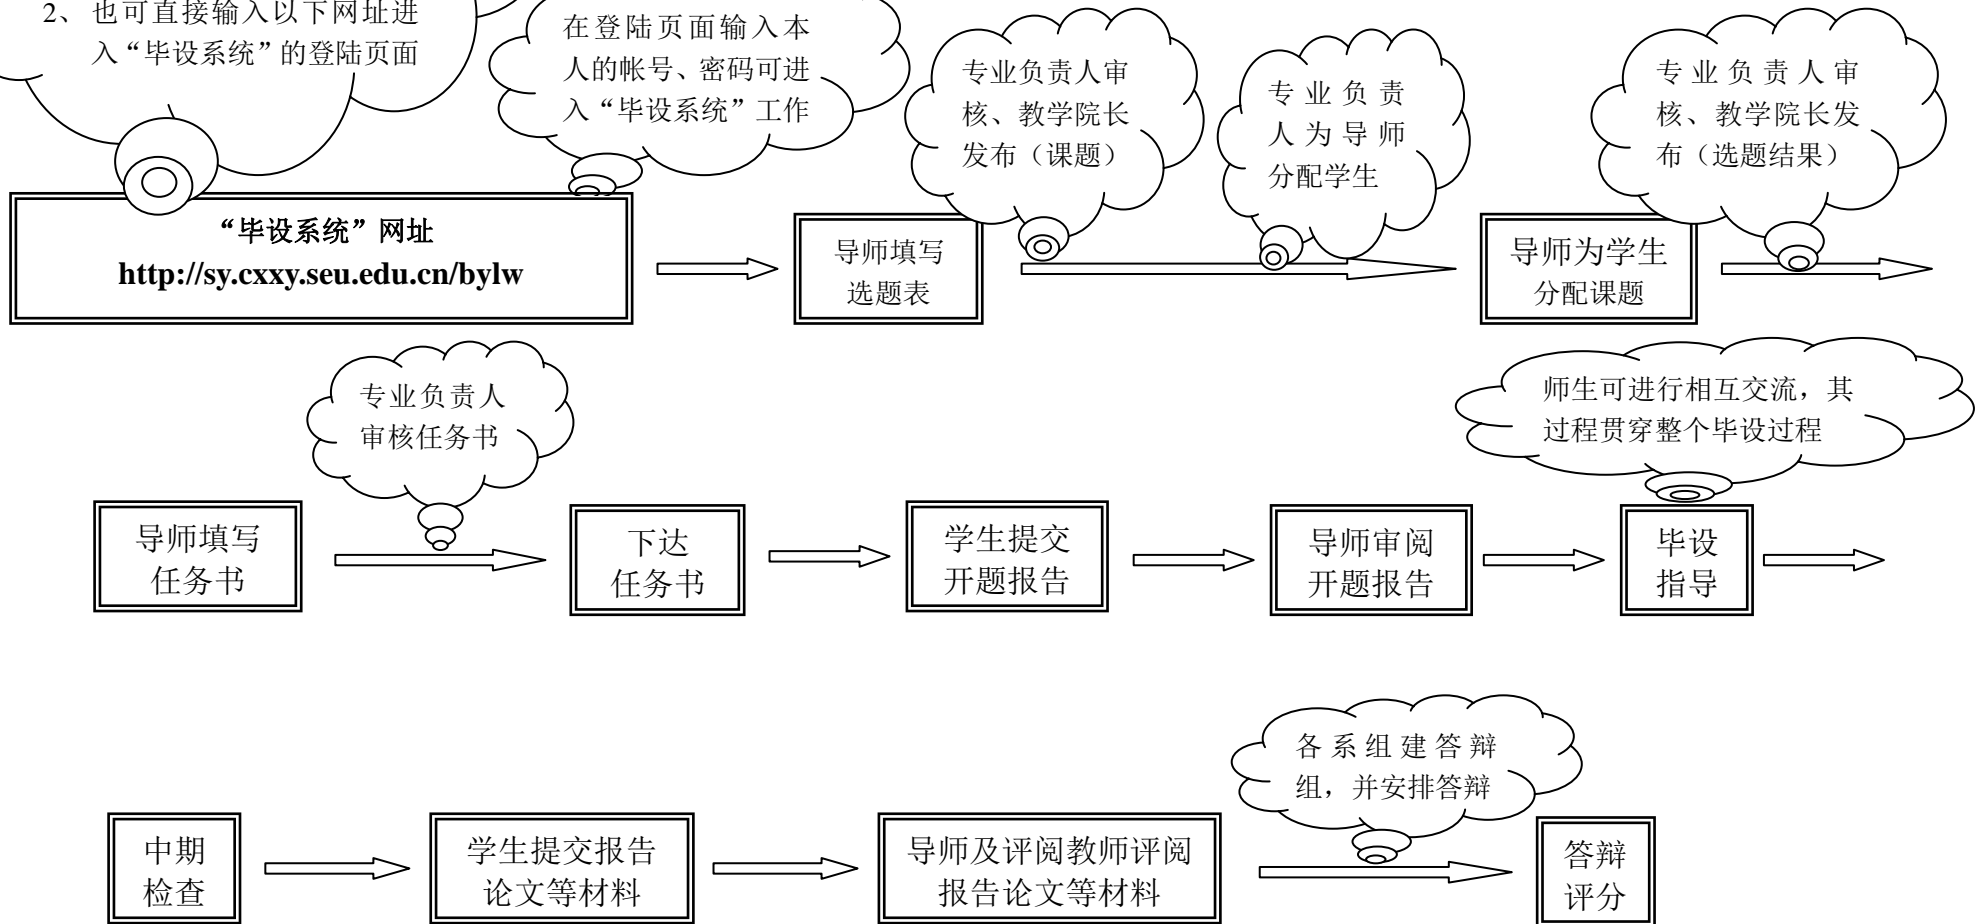 2、也可直接输入以下网址进
入“毕设系统”的登陆页面
在登陆页面输入本
人的帐号、密码可进
入“毕设系统”工作
专业负责人审
核、教学院长
发布（课题）
专业负责
人为导师
分配学生
专业负责人审
核、教学院长发
布（选题结果）
“毕设系统”网址
http://sy.cxxy.seu.edu.cn/bylw
导师填写
选题表
导师为学生
分配课题
专业负责人
审核任务书
师生可进行相互交流，其
过程贯穿整个毕设过程
导师填写
任务书
下达
任务书
学生提交
开题报告
导师审阅
开题报告
毕设
指导
各系组建答辩
组，并安排答辩
中期
检查
学生提交报告
论文等材料
导师及评阅教师评阅
报告论文等材料
答辩
评分